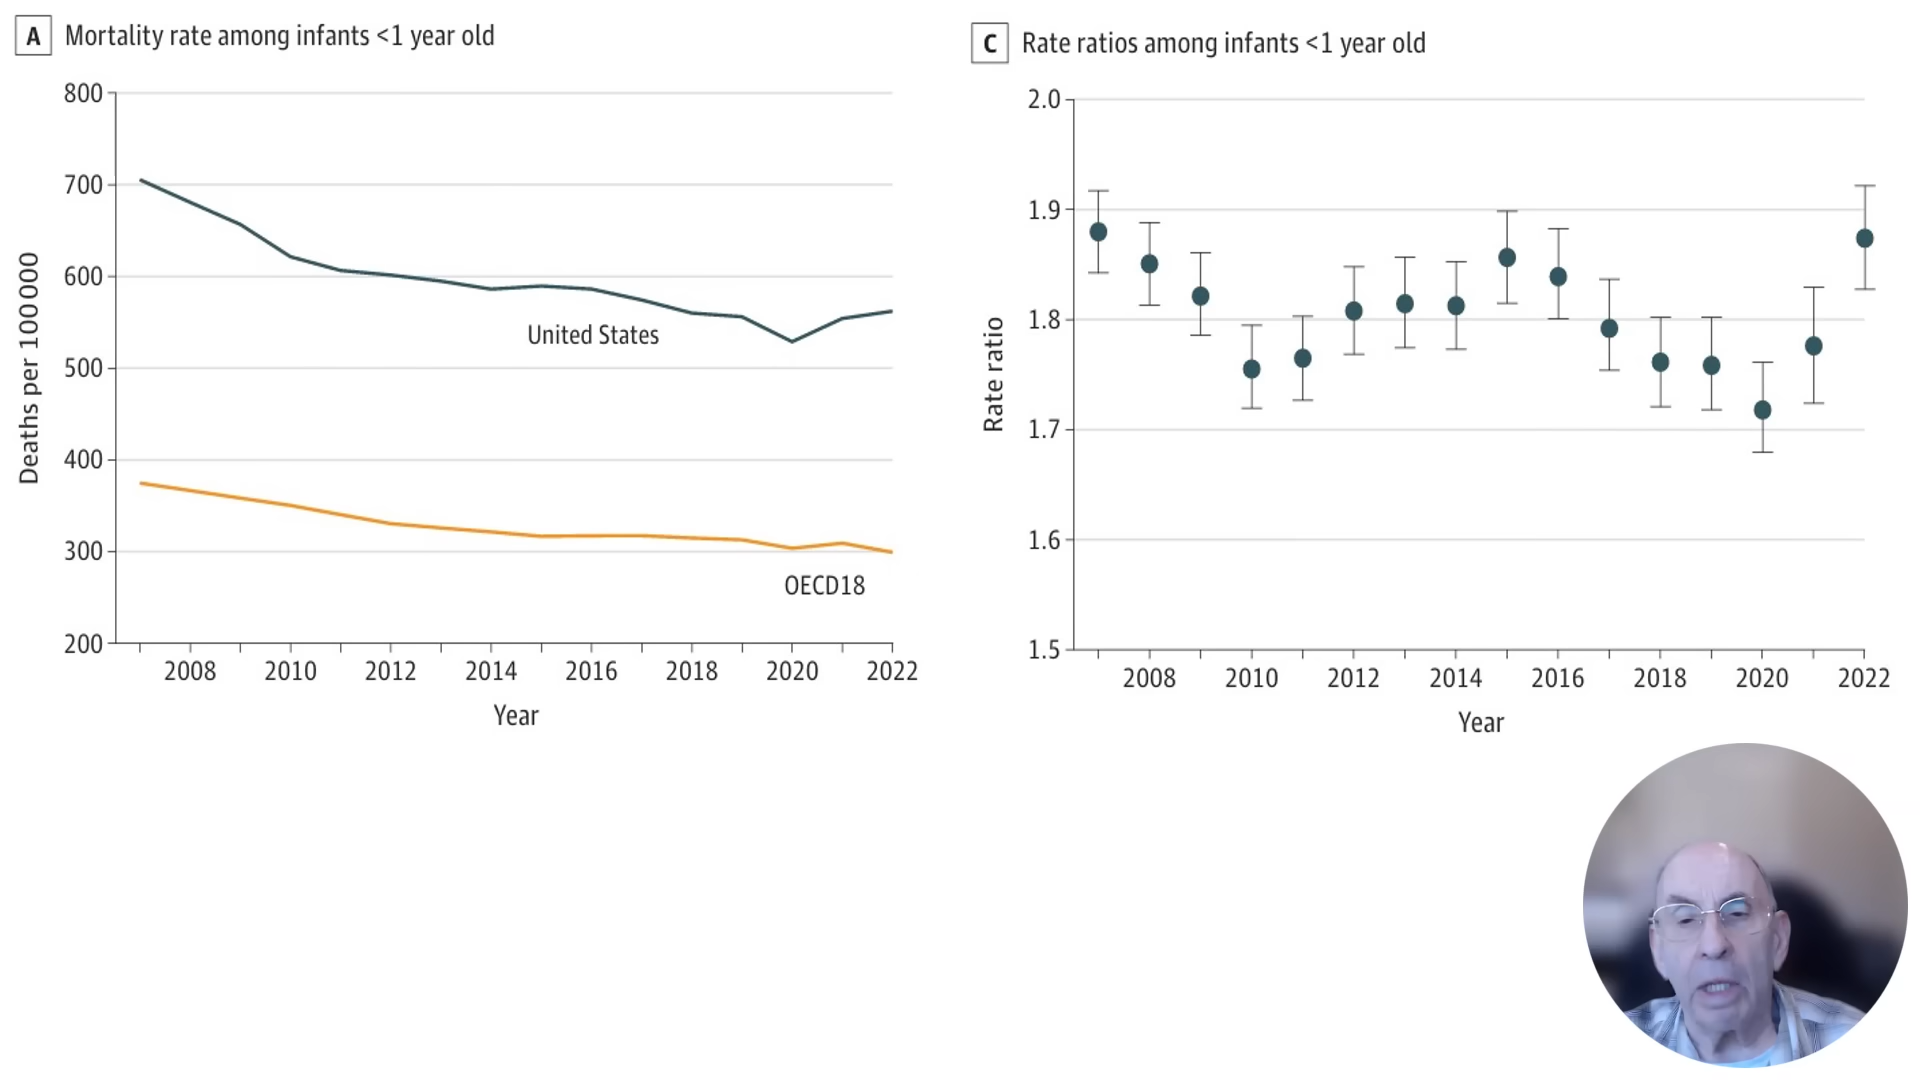 A Mortality rate among infants <1 year old
800
700
600
500
400
300
200
Deaths per 100 000
United States
OECD18
2008 2010 2012 2014 2016 2018 2020 2022
Year
C Rate ratios among infants <1 year old
2.0
1.9
1.8
1.7
1.6
1.5
Rate ratio
2008 2010 2012 2014 2016 2018 2020 2022
Year